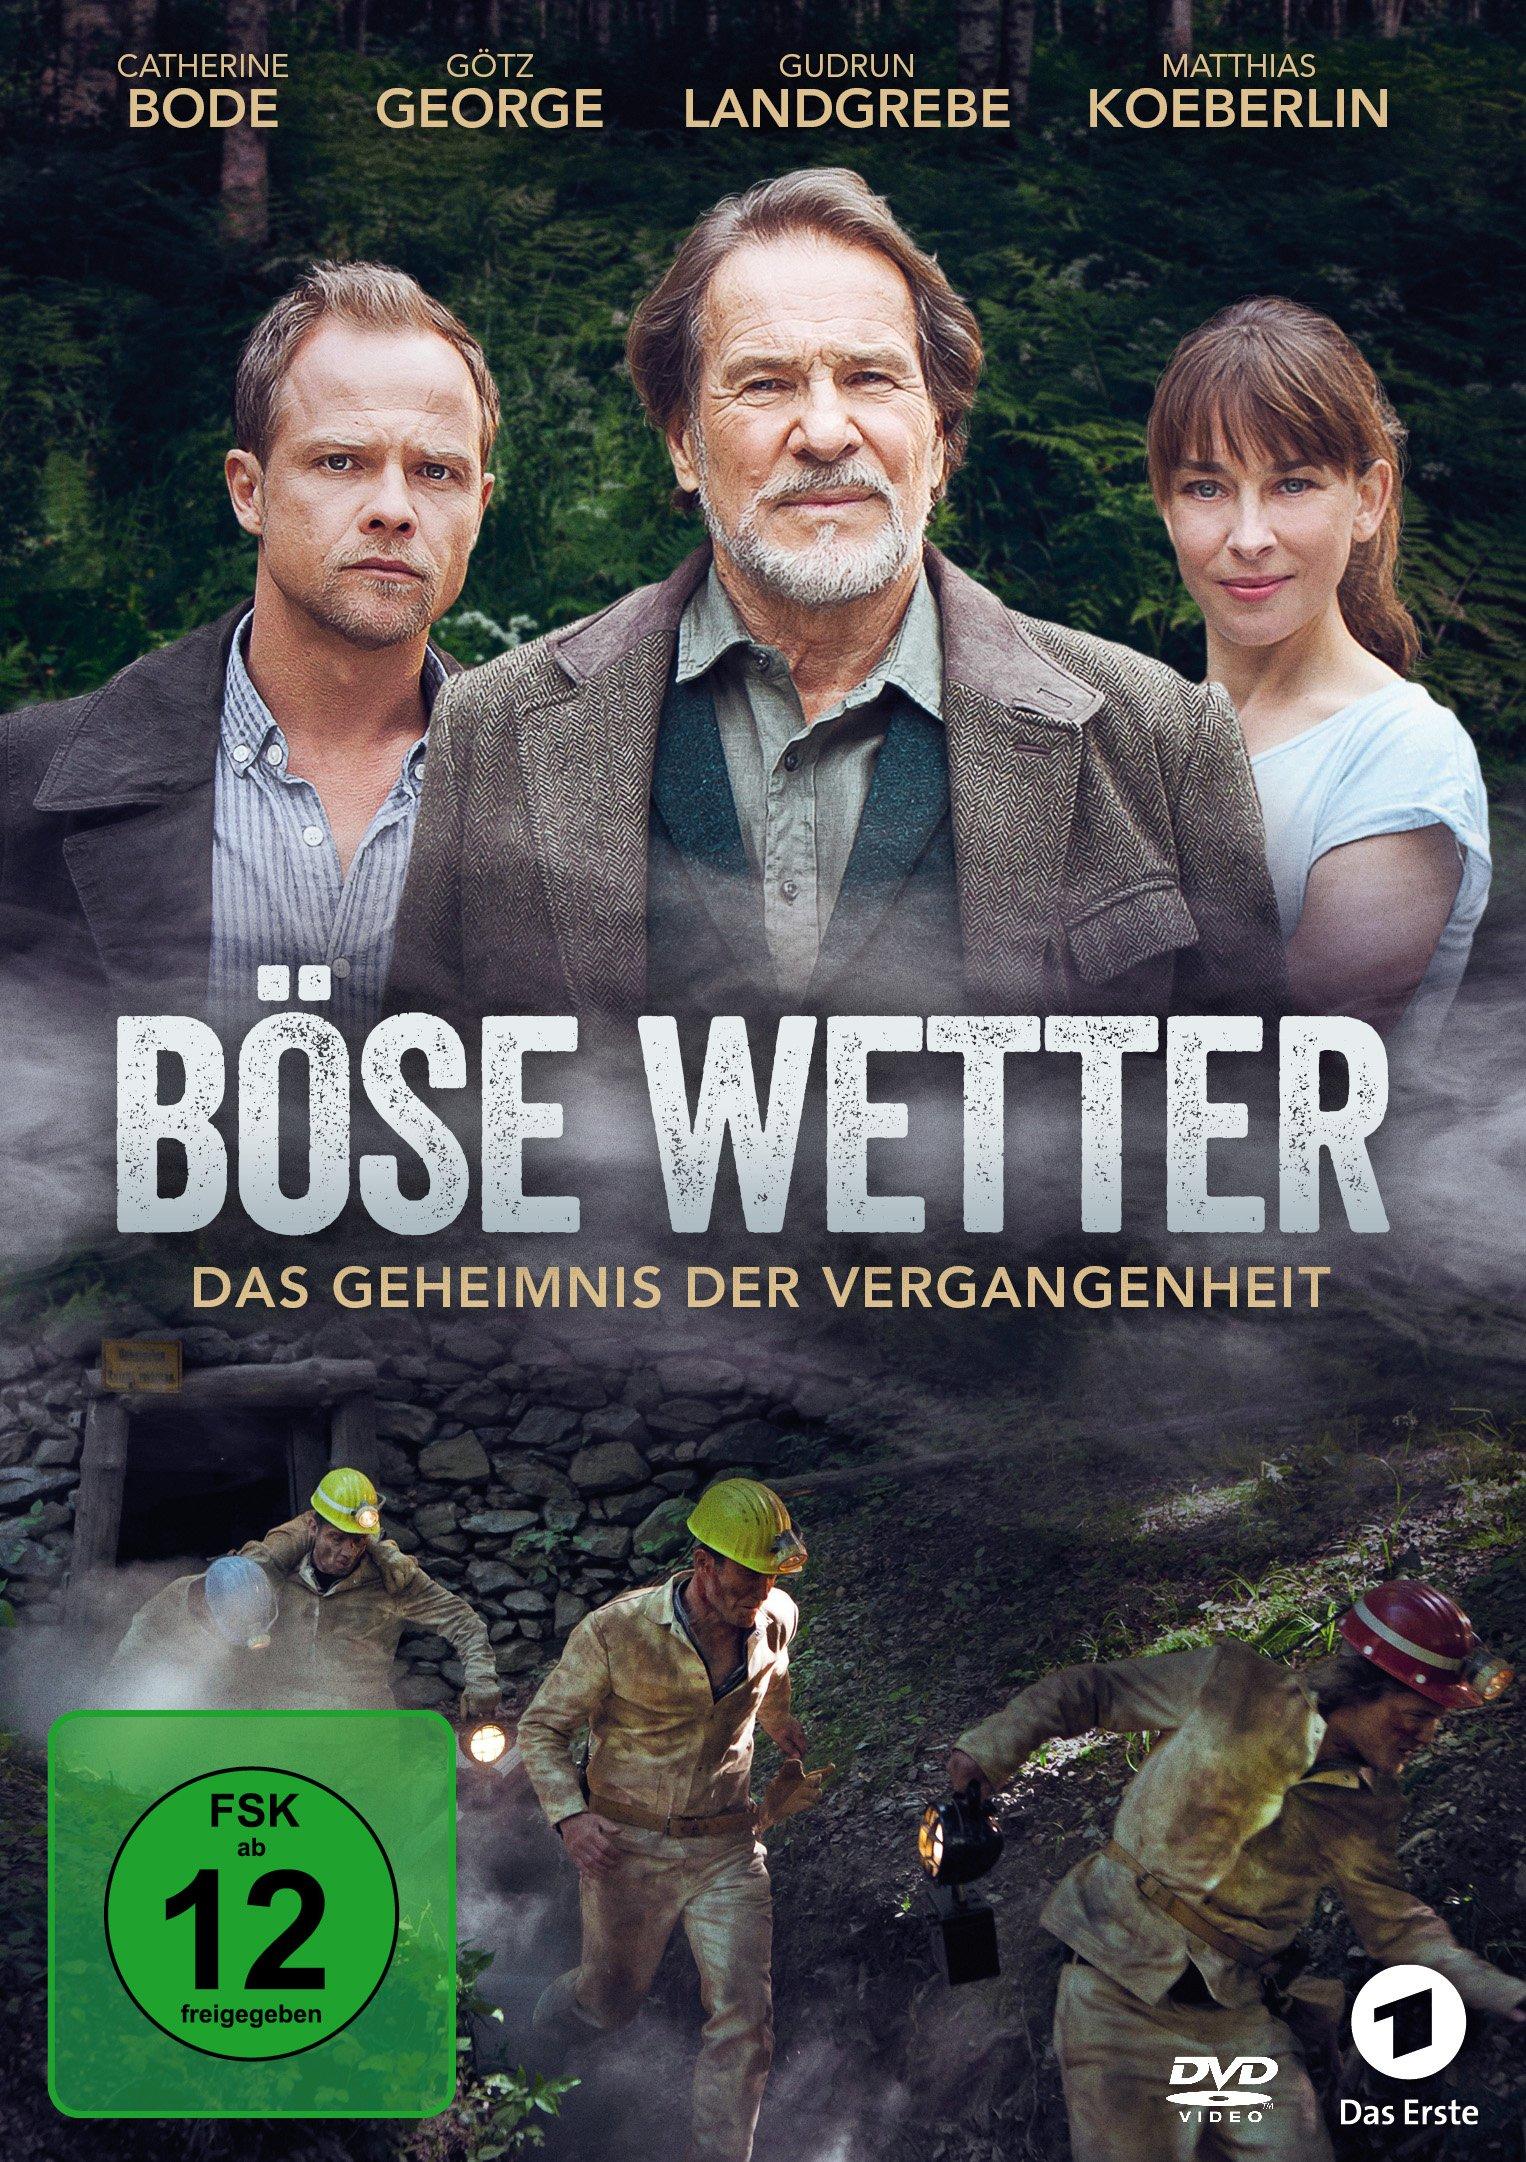 CATHERINE GÖTZ GUDRUN MATTHIAS
BODE GEORGE LANDGREBE KOEBERLIN
BÖSE WETTER
DAS GEHEIMNIS DER VERGANGENHEIT
FSK
ab
12
freigegeben
DVD
VIDEO
TM
1
Das Erste